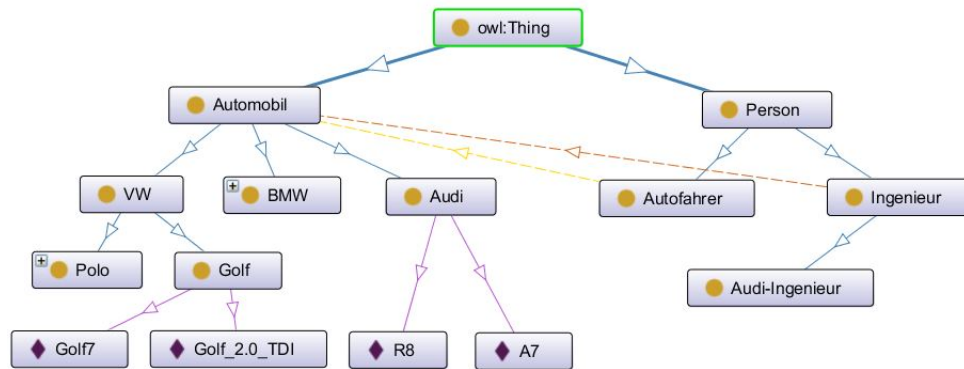 owl:Thing
Automobil
Person
VW
BMW
Audi
Autofahrer
Ingenieur
Polo
Golf
Audi-Ingenieur
Golf7
Golf_2.0_TDI
R8
A7